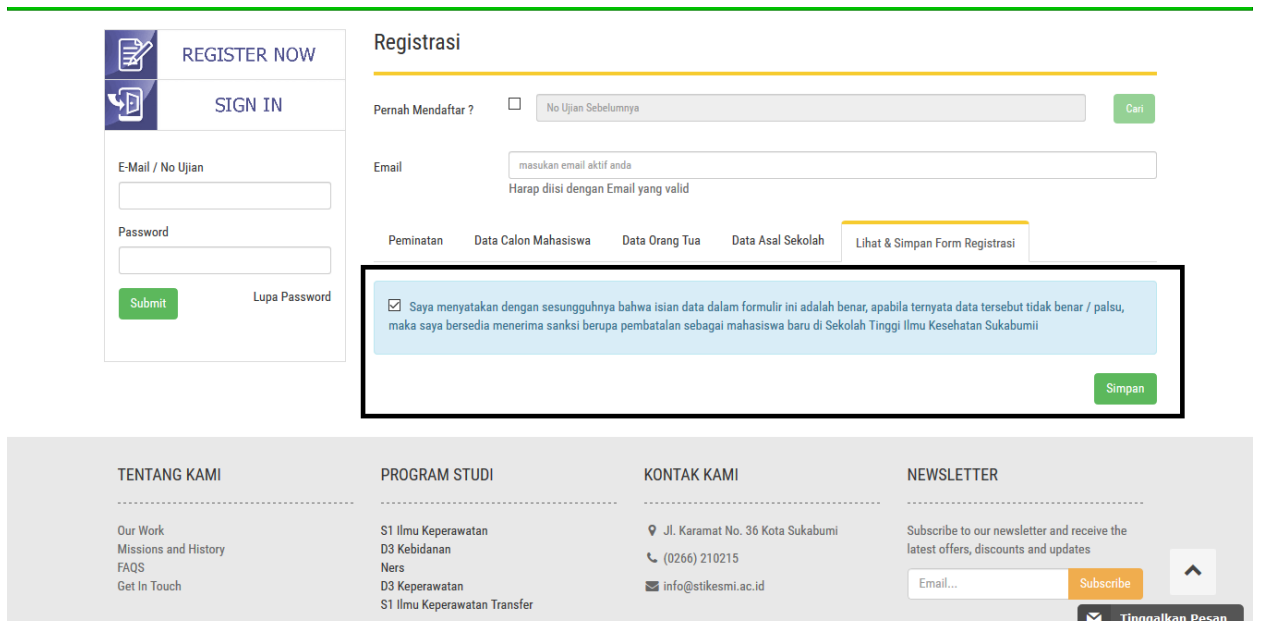 REGISTER NOW
SIGN IN
E-Mail / No Ujian
Password
Submit
Lupa Password
Registrasi
Pernah Mendaftar ?
No Ujian Sebelumnya
Cari
Email
masukan email aktif anda
Harap diisi dengan Email yang valid
Peminatan
Data Calon Mahasiswa
Data Orang Tua
Data Asal Sekolah
Lihat & Simpan Form Registrasi
Saya menyatakan dengan sesungguhnya bahwa isian data dalam formulir ini adalah benar, apabila ternyata data tersebut tidak benar / palsu,
maka saya bersedia menerima sanksi berupa pembatalan sebagai mahasiswa baru di Sekolah Tinggi Ilmu Kesehatan Sukabumii
Simpan
TENTANG KAMI
Our Work
Missions and History
FAQS
Get In Touch
PROGRAM STUDI
S1 Ilmu Keperawatan
D3 Kebidanan
Ners
D3 Keperawatan
S1 Ilmu Keperawatan Transfer
KONTAK KAMI
Jl. Karamat No. 36 Kota Sukabumi
(0266) 210215
info@stikesmi.ac.id
NEWSLETTER
Subscribe to our newsletter and receive the
latest offers, discounts and updates
Email...
Subscribe
Tinggalkan Pesan